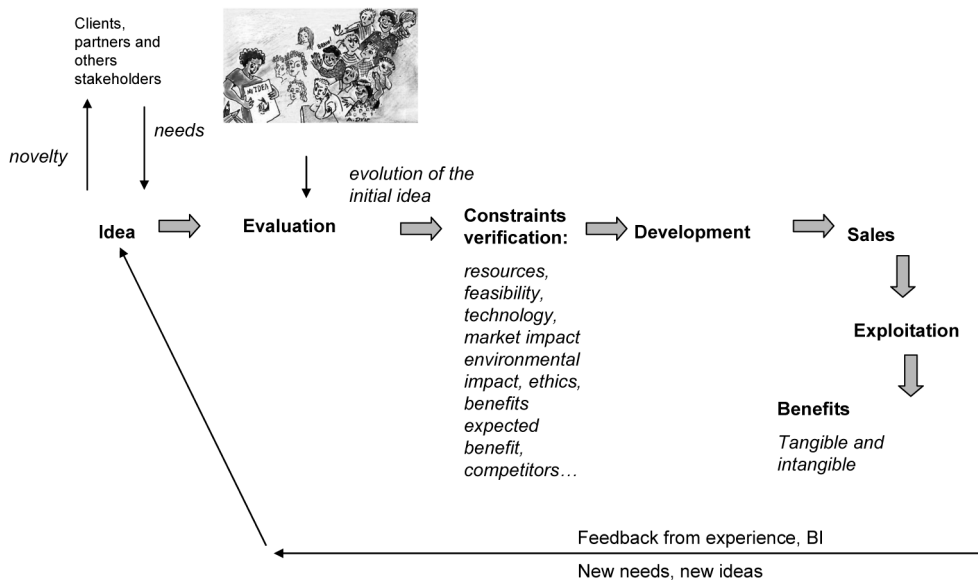 Clients,
partners and
others
stakeholders
novelty
needs
MY IDEA
evolution of the
initial idea
Idea
Evaluation
Constraints
verification:
resources,
feasibility,
technology,
market impact
environmental
impact, ethics,
benefits
expected
benefit,
competitors…
Development
Sales
Exploitation
Benefits
Tangible and
intangible
Feedback from experience, BI
New needs, new ideas